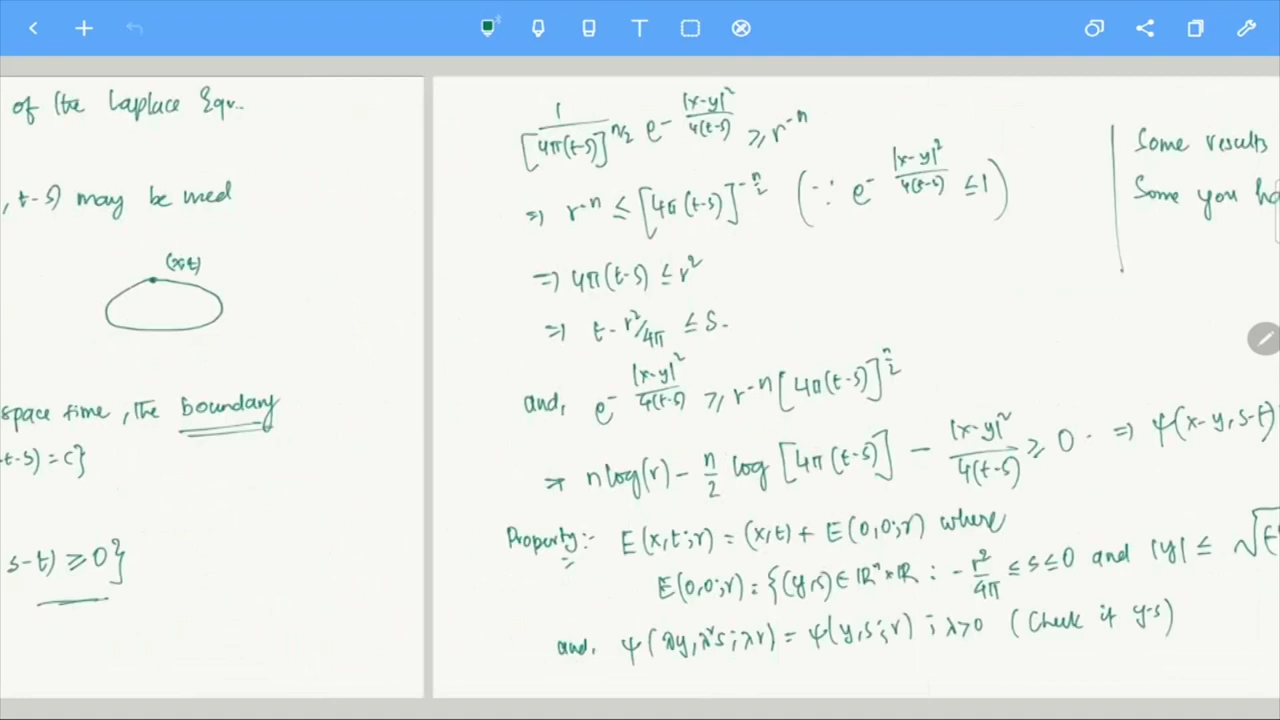 of the Laplace Equ..
, t-s) may be used
(x,t)
space time, the boundary
t-s) = c}
s-t) ≥ 0}
1/[4π(t-s)]^{n/2} e^{-|x-y|²/4(t-s)} ≥ r^{-n}
⇒ r^{-n} ≤ [4π(t-s)]^{-n/2} (∵ e^{-|x-y|²/4(t-s)} ≤ 1)
⇒ 4π(t-s) ≤ r²
⇒ t - r²/4π ≤ s.
and, e^{-|x-y|²/4(t-s)} ≥ r^{-n} [4π(t-s)]^{n/2}
⇒ n log(r) - n/2 log [4π(t-s)] - |x-y|²/4(t-s) ≥ 0. ⇒ ψ(x-y, s-t)
Property:- E(x,t;r) = (x,t) + E(0,0;r) where
E(0,0;r) = {(y,s) ∈ ℝⁿ×ℝ : -r²/4π ≤ s ≤ 0 and |y| ≤ √
and, ψ(λy, λ²s; λr) = ψ(y,s;r) ; λ>0 (Check if y-s)
Some results
Some you